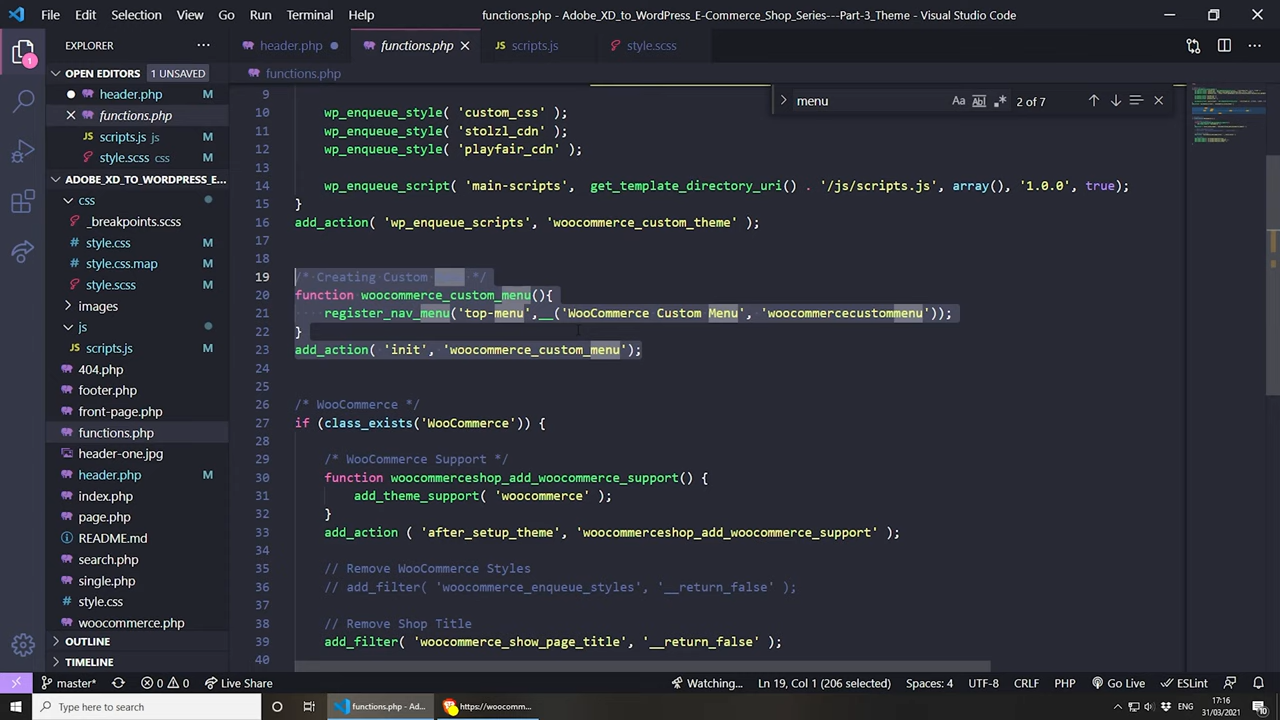 File Edit Selection View Go Run Terminal Help functions.php - Adobe_XD_to_WordPress_E-Commerce_Shop_Series---Part-3_Theme - Visual Studio Code
EXPLORER
header.php functions.php JS scripts.js style.scss
OPEN EDITORS 1 UNSAVED
functions.php
header.php M
functions.php
JS scripts.js js M
style.scss css M
ADOBE_XD_TO_WORDPRESS_E...
css
_breakpoints.scss
# style.css M
# style.css.map M
style.scss M
images
js
JS scripts.js M
404.php
footer.php
front-page.php
functions.php
header-one.jpg
header.php M
index.php
page.php
README.md
search.php
single.php
style.css
woocommerce.php
OUTLINE
TIMELINE
menu Aa ab 2 of 7
9
10 wp_enqueue_style( 'custom_css' );
11 wp_enqueue_style( 'stolzl_cdn' );
12 wp_enqueue_style( 'playfair_cdn' );
13
14 wp_enqueue_script( 'main-scripts', get_template_directory_uri() . '/js/scripts.js', array(), '1.0.0', true);
15 }
16 add_action( 'wp_enqueue_scripts', 'woocommerce_custom_theme' );
17
18
19 /* Creating Custom */
20 function woocommerce_custom_menu(){
21 register_nav_menu('top-menu',__('WooCommerce Custom Menu', 'woocommercecustommenu'));
22 }
23 add_action( 'init', 'woocommerce_custom_menu');
24
25
26 /* WooCommerce */
27 if (class_exists('WooCommerce')) {
28
29 /* WooCommerce Support */
30 function woocommerceshop_add_woocommerce_support() {
31 add_theme_support( 'woocommerce' );
32 }
33 add_action ( 'after_setup_theme', 'woocommerceshop_add_woocommerce_support' );
34
35 // Remove WooCommerce Styles
36 // add_filter( 'woocommerce_enqueue_styles', '__return_false' );
37
38 // Remove Shop Title
39 add_filter( 'woocommerce_show_page_title', '__return_false' );
40
master* 0 0 Live Share Watching... Ln 19, Col 1 (206 selected) Spaces: 4 UTF-8 CRLF PHP Go Live ESLint
Type here to search functions.php - Ad... https://woocomm... ENG 17:16
31/03/2021